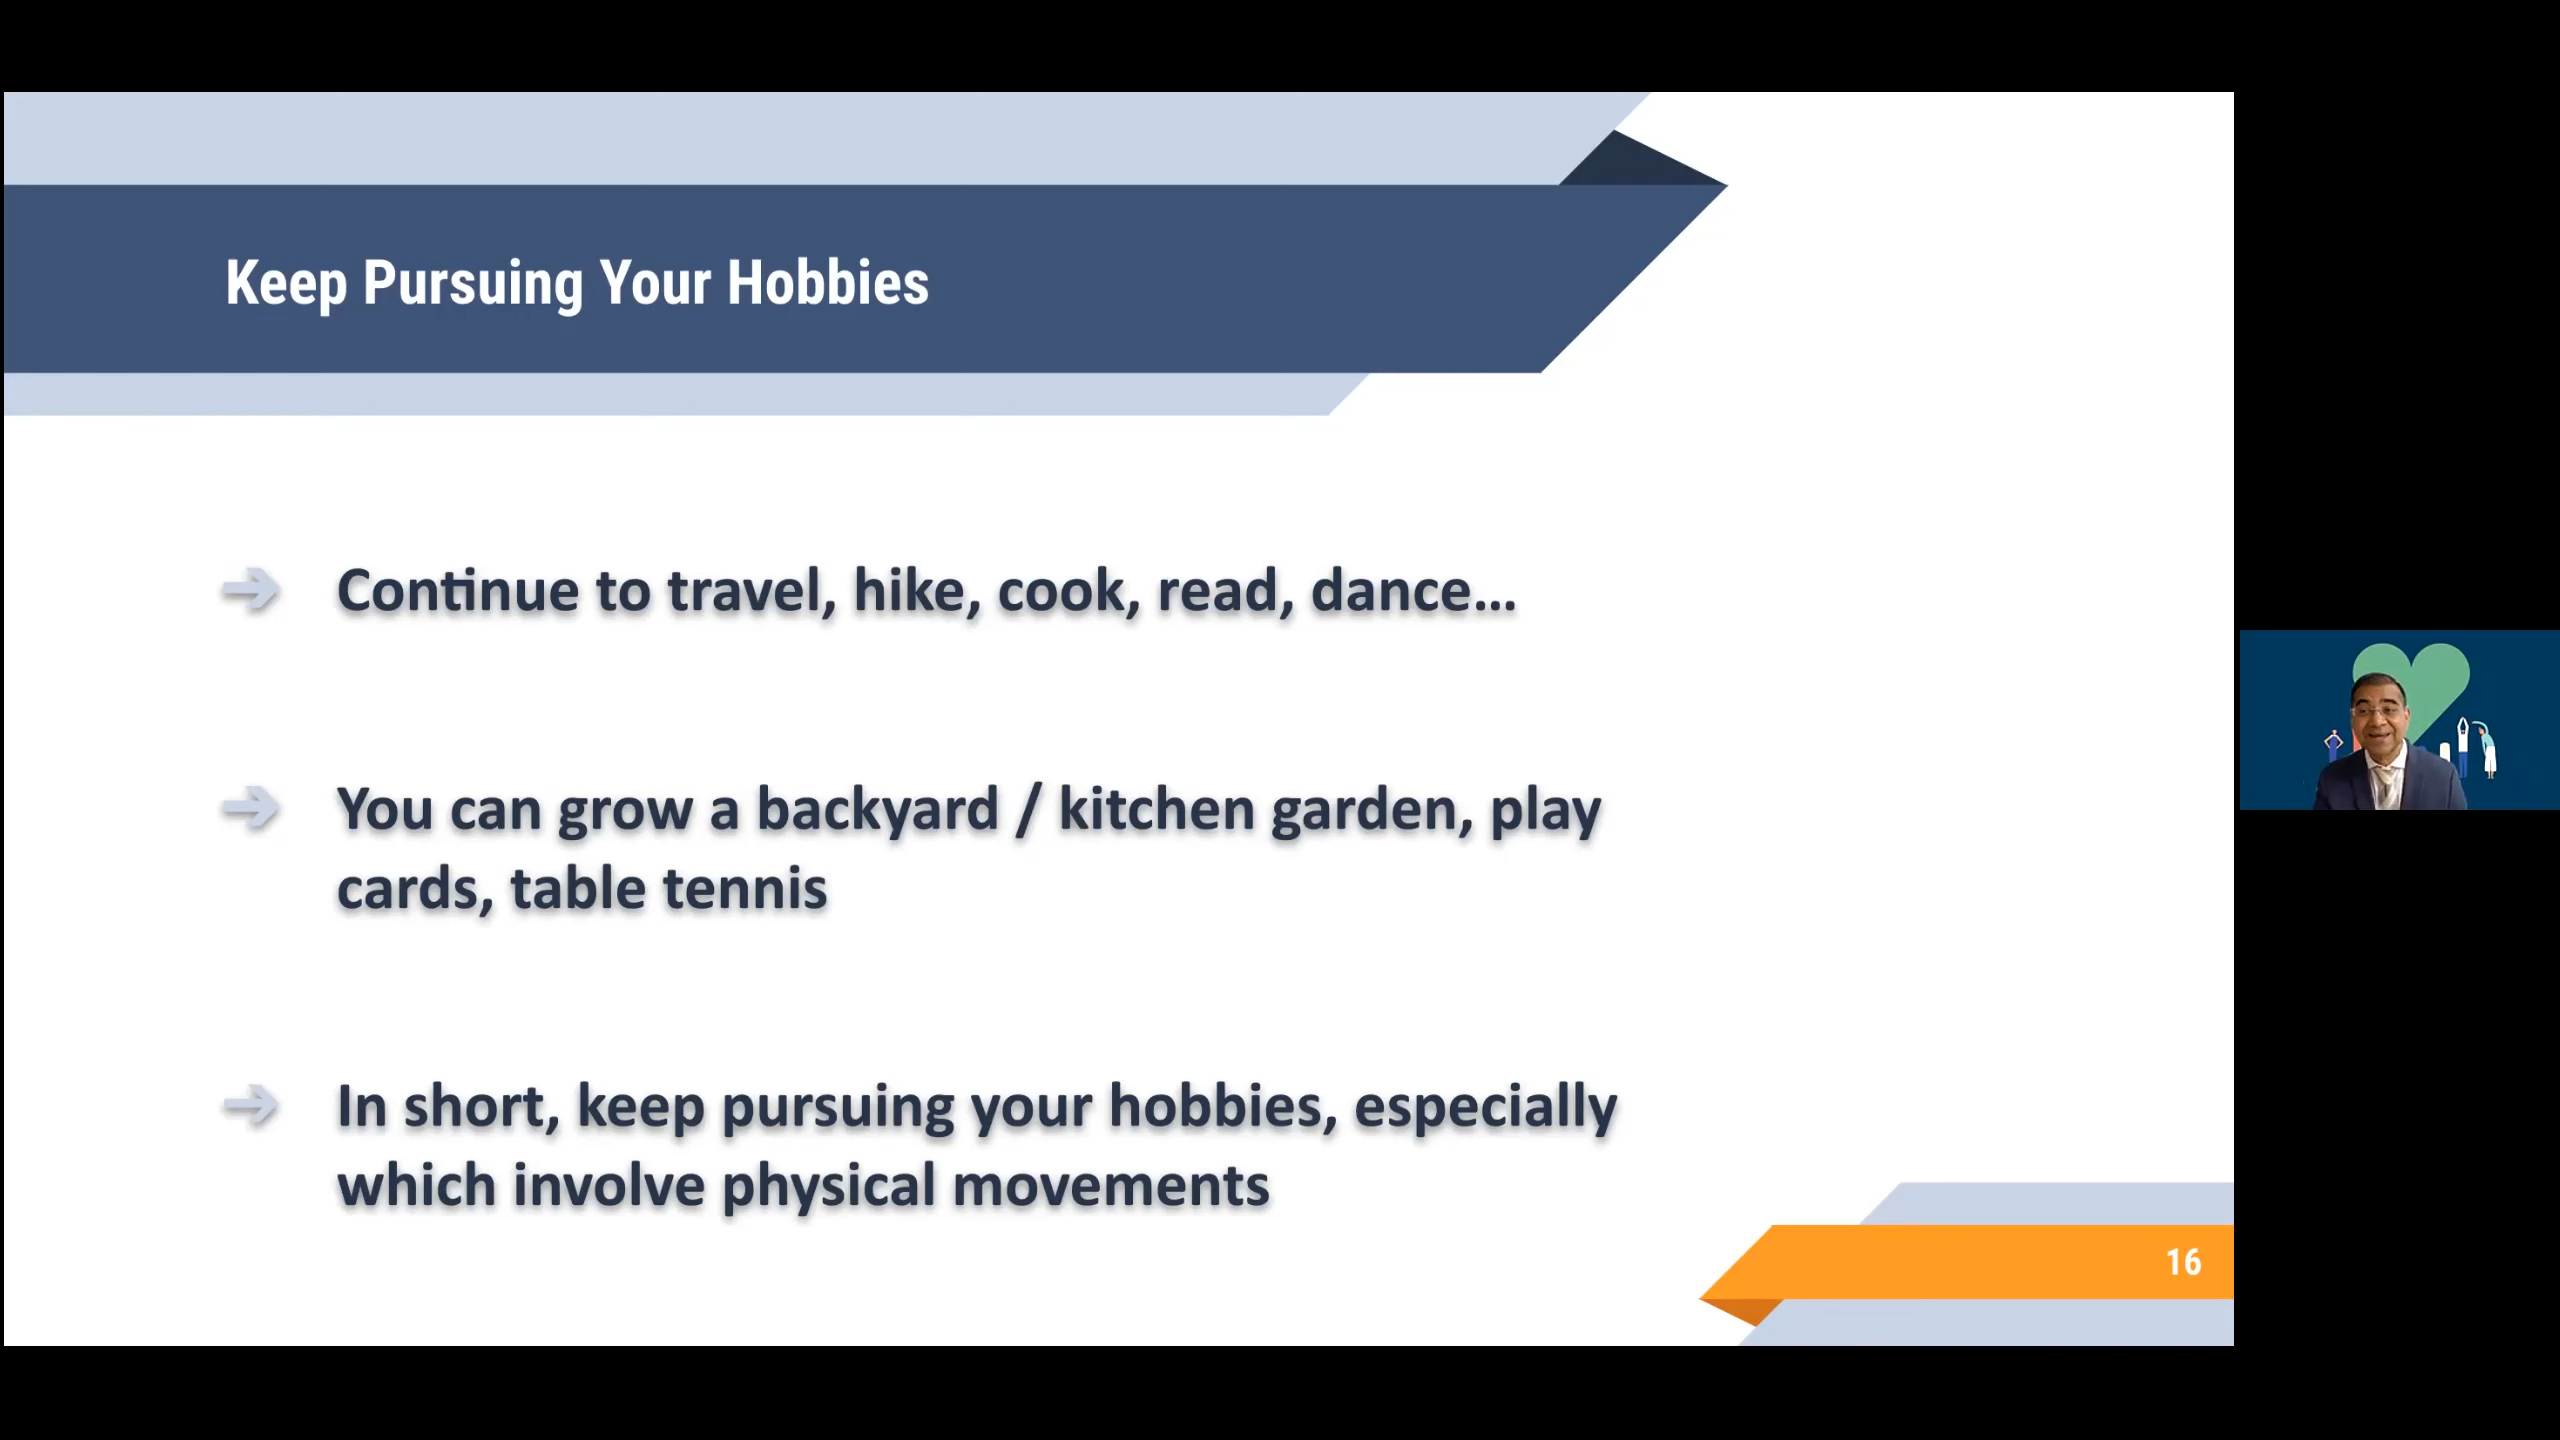 Keep Pursuing Your Hobbies
➔ Continue to travel, hike, cook, read, dance…
➔ You can grow a backyard / kitchen garden, play
cards, table tennis
➔ In short, keep pursuing your hobbies, especially
which involve physical movements
16